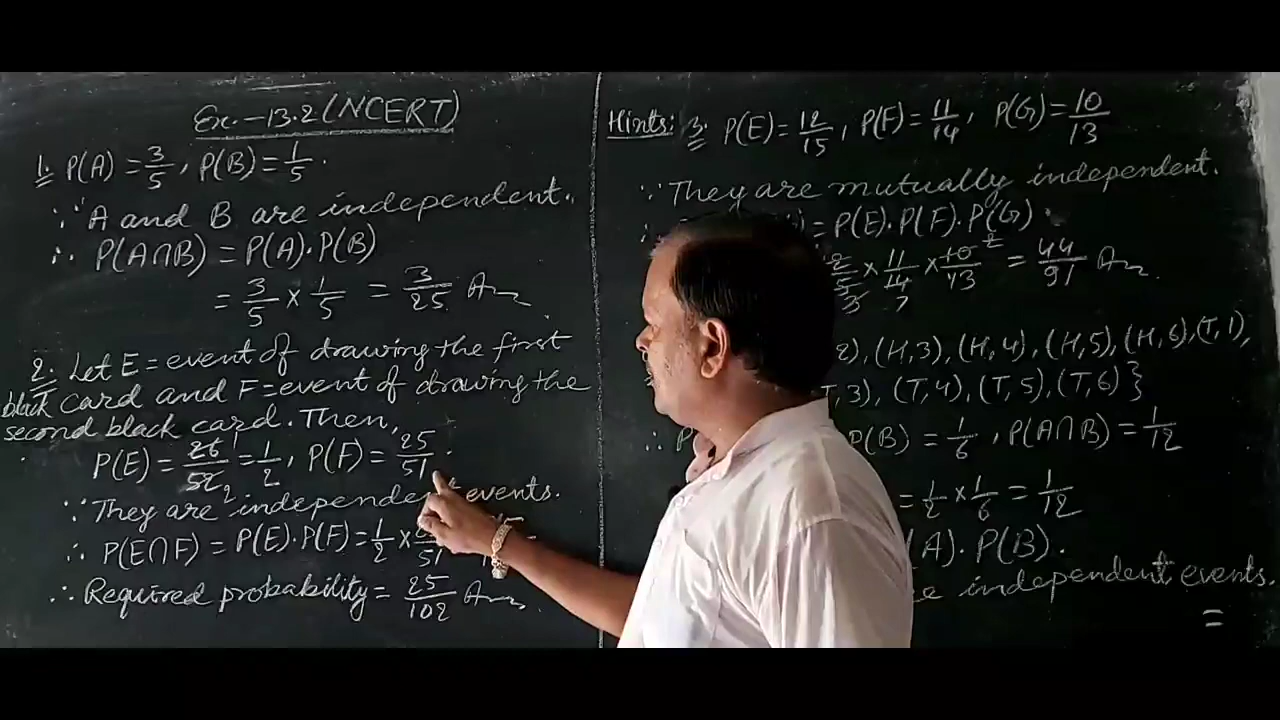 Ex.-13.2 (NCERT)
1. P(A) = 3/5, P(B) = 1/5.
∵ A and B are independent.
∴ P(A∩B) = P(A).P(B)
= 3/5 × 1/5 = 3/25 Ans
2. Let E = event of drawing the first
black card and F = event of drawing the
second black card. Then,
P(E) = 26/52 = 1/2, P(F) = 25/51.
∵ They are independent events.
∴ P(E∩F) = P(E).P(F) = 1/2 × /51
∴ Required probability = 25/102 Ans.
Hints: 3. P(E) = 12/15, P(F) = 11/14, P(G) = 10/13
∵ They are mutually independent.
∴ = P(E).P(F).P(G)
× 11/14 × 10/13 = 44/91 Ans.
), (H,3), (H,4), (H,5), (H,6), (T,1),
T,3), (T,4), (T,5), (T,6) }
∴ P P(B) = 1/6, P(A∩B) = 1/12
= 1/2 × 1/6 = 1/12
(A). P(B).
independent events.
=